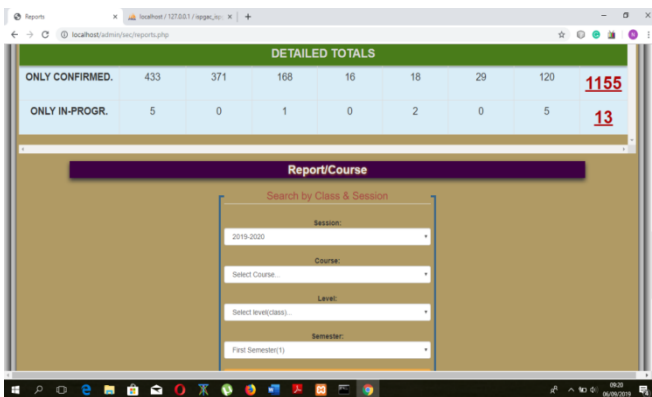 Reports
localhost / 127.0.0.1 / opgar_isp
localhost/admin/sec/reports.php
DETAILED TOTALS
ONLY CONFIRMED. 433 371 168 16 18 29 120 1155
ONLY IN-PROGR. 5 0 1 0 2 0 5 13
Report/Course
Search by Class & Session
Session:
2019-2020
Course:
Select Course..
Level:
Select level(class)...
Semester:
First Semester(1)
09:20
06/09/2019